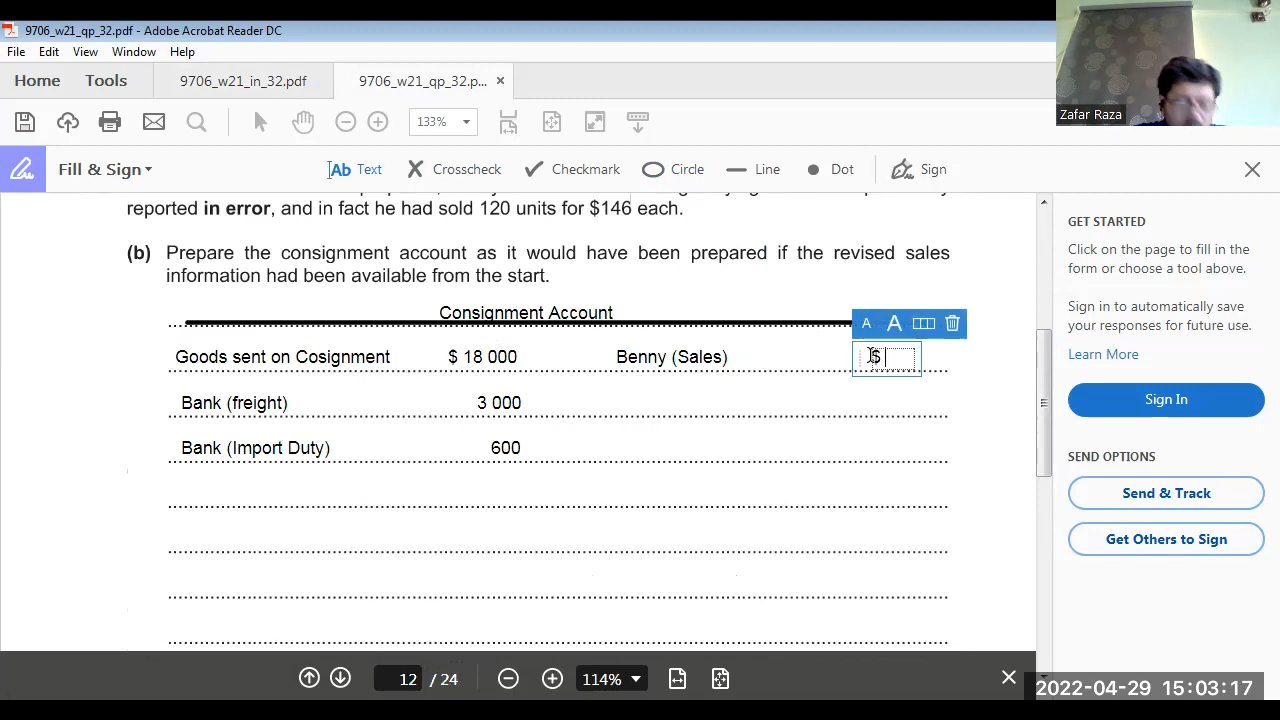 9706_w21_qp_32.pdf - Adobe Acrobat Reader DC
File Edit View Window Help
Home Tools 9706_w21_in_32.pdf 9706_w21_qp_32.p... ×
133%
Zafar Raza
Fill & Sign Ab Text Crosscheck Checkmark Circle Line Dot Sign
reported in error, and in fact he had sold 120 units for $146 each.
(b) Prepare the consignment account as it would have been prepared if the revised sales
information had been available from the start.
Consignment Account
A A
Goods sent on Cosignment $ 18 000 Benny (Sales) $
Bank (freight) 3 000
Bank (Import Duty) 600
GET STARTED
Click on the page to fill in the
form or choose a tool above.
Sign in to automatically save
your responses for future use.
Learn More
Sign In
SEND OPTIONS
Send & Track
Get Others to Sign
12 / 24 114%
2022-04-29 15:03:17